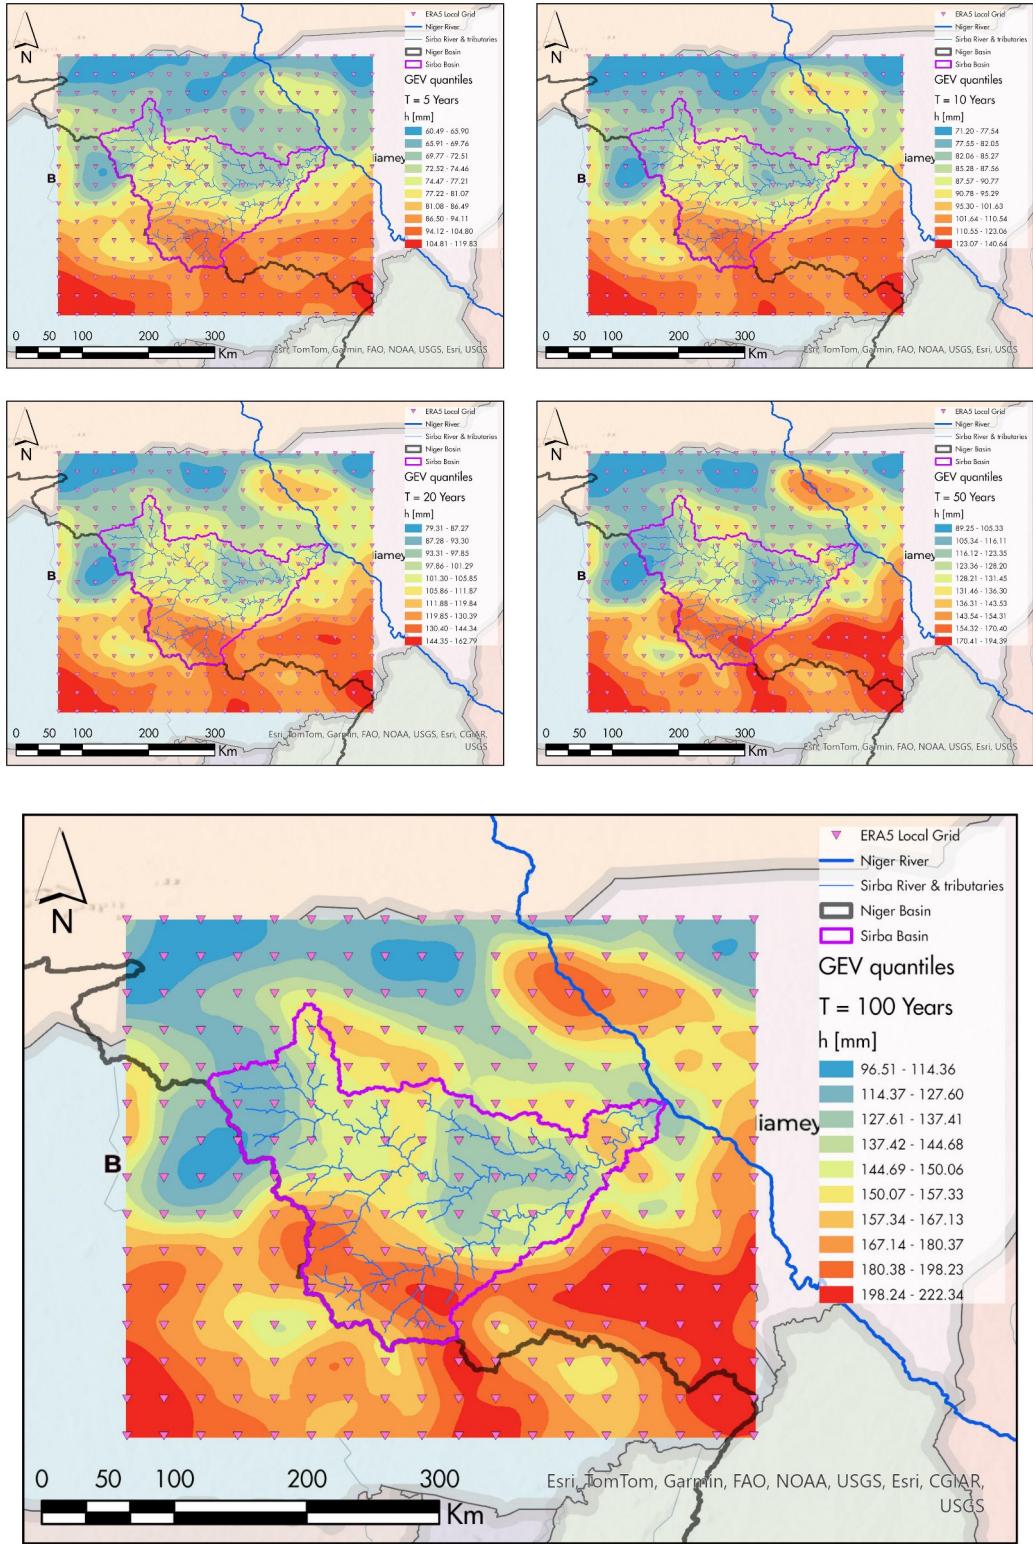 N
ERA5 Local Grid
Niger River
Sirba River & tributaries
Niger Basin
Sirba Basin
GEV quantiles
T = 5 Years
h [mm]
60.49 - 65.90
65.91 - 69.76
69.77 - 72.51
72.52 - 74.46
74.47 - 77.21
77.22 - 81.07
81.08 - 86.49
86.50 - 94.11
94.12 - 104.80
104.81 - 119.83
iamey
B
0 50 100 200 300
Km
Esri, TomTom, Garmin, FAO, NOAA, USGS, Esri, USGS
N
ERA5 Local Grid
Niger River
Sirba River & tributaries
Niger Basin
Sirba Basin
GEV quantiles
T = 10 Years
h [mm]
71.20 - 77.54
77.55 - 82.05
82.06 - 85.27
85.28 - 87.56
87.57 - 90.77
90.78 - 95.29
95.30 - 101.63
101.64 - 110.54
110.55 - 123.06
123.07 - 140.64
iamey
B
0 50 100 200 300
Km
Esri, TomTom, Garmin, FAO, NOAA, USGS, Esri, USGS
N
ERA5 Local Grid
Niger River
Sirba River & tributaries
Niger Basin
Sirba Basin
GEV quantiles
T = 20 Years
h [mm]
79.31 - 87.27
87.28 - 93.30
93.31 - 97.85
97.86 - 101.29
101.30 - 105.85
105.86 - 111.87
111.88 - 119.84
119.85 - 130.39
130.40 - 144.34
144.35 - 162.79
iamey
B
0 50 100 200 300
Km
Esri, TomTom, Garmin, FAO, NOAA, USGS, Esri, CGIAR,
USGS
N
ERA5 Local Grid
Niger River
Sirba River & tributaries
Niger Basin
Sirba Basin
GEV quantiles
T = 50 Years
h [mm]
89.25 - 105.33
105.34 - 116.11
116.12 - 123.35
123.36 - 128.20
128.21 - 131.45
131.46 - 136.30
136.31 - 143.53
143.54 - 154.31
154.32 - 170.40
170.41 - 194.39
iamey
B
0 50 100 200 300
Km
Esri, TomTom, Garmin, FAO, NOAA, USGS, Esri, USGS
N
ERA5 Local Grid
Niger River
Sirba River & tributaries
Niger Basin
Sirba Basin
GEV quantiles
T = 100 Years
h [mm]
96.51 - 114.36
114.37 - 127.60
127.61 - 137.41
137.42 - 144.68
144.69 - 150.06
150.07 - 157.33
157.34 - 167.13
167.14 - 180.37
180.38 - 198.23
198.24 - 222.34
iamey
B
0 50 100 200 300
Km
Esri, TomTom, Garmin, FAO, NOAA, USGS, Esri, CGIAR,
USGS